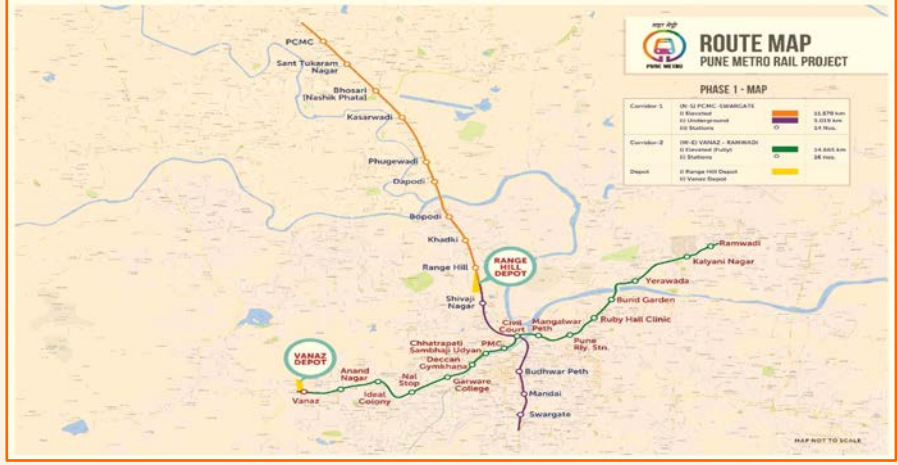 मेट्रो
PUNE METRO
ROUTE MAP
PUNE METRO RAIL PROJECT
PHASE 1 - MAP
Corridor-1
(N-S) PCMC-SWARGATE
i) Elevated
11.570 km
ii) Underground
5.019 km
iii) Stations
Corridor-2
(W-E) VANAZ - RAMWADI
i) Elevated (Fully)
14.665 km
ii) Stations
Depot
i) Range Hill Depot
ii) Vanaz Depot
PCMC
Sant Tukaram
Nagar
Bhosari
[Nashik Phata]
Kasarwadi
Phugewadi
Dapodi
Bopodi
Khadki
Range Hill
RANGE
HILL
DEPOT
Shivaji
Nagar
Ramwadi
Kalyani Nagar
Yerawada
Bund Garden
Ruby Hall Clinic
Civil
Court
Mangalwar
Peth
Pune
Rly. Stn.
PMC
Chhatrapati
Sambhaji Udyan
Deccan
Gymkhana
Garware
College
Nal
Stop
Ideal
Colony
Anand
Nagar
VANAZ
DEPOT
Vanaz
Budhwar Peth
Mandai
Swargate
MAP NOT TO SCALE